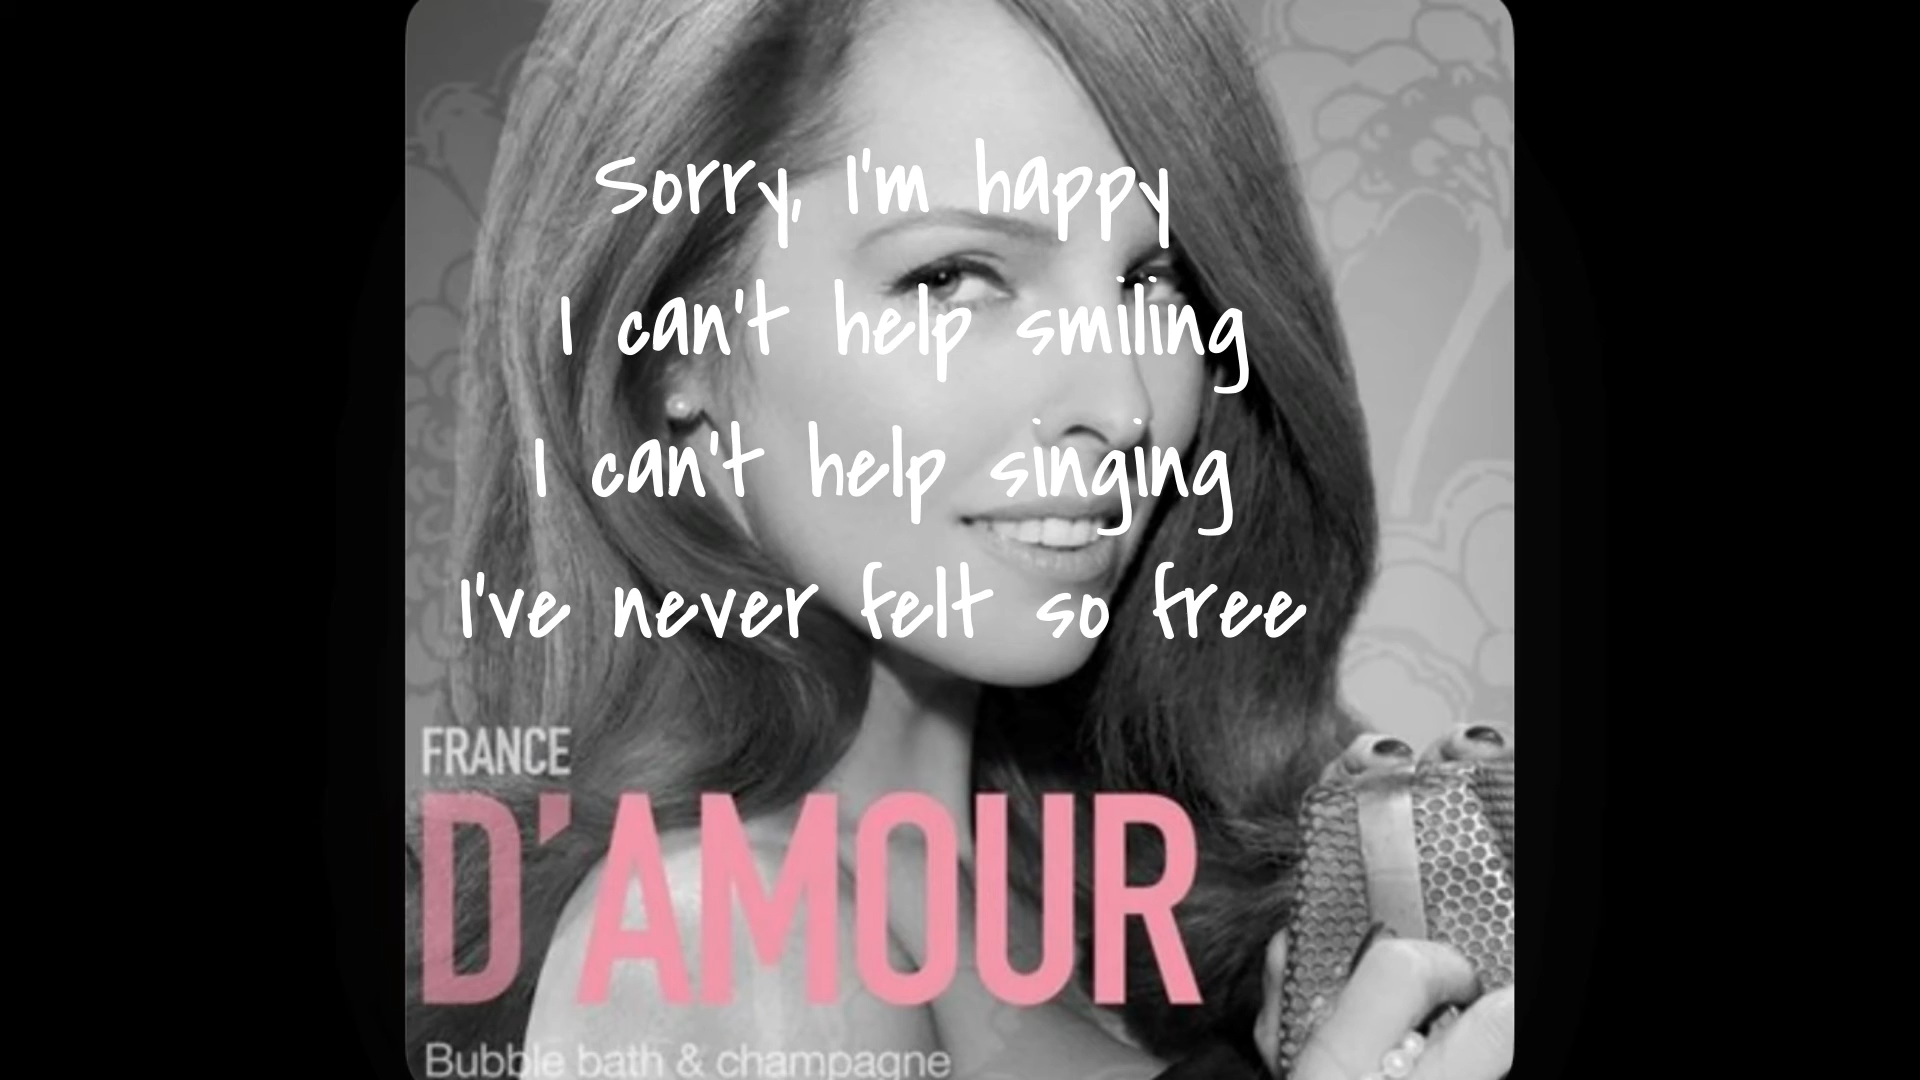 Sorry, I'm happy
I can't help smiling
I can't help singing
I've never felt so free
FRANCE
D'AMOUR
Bubble bath & champagne